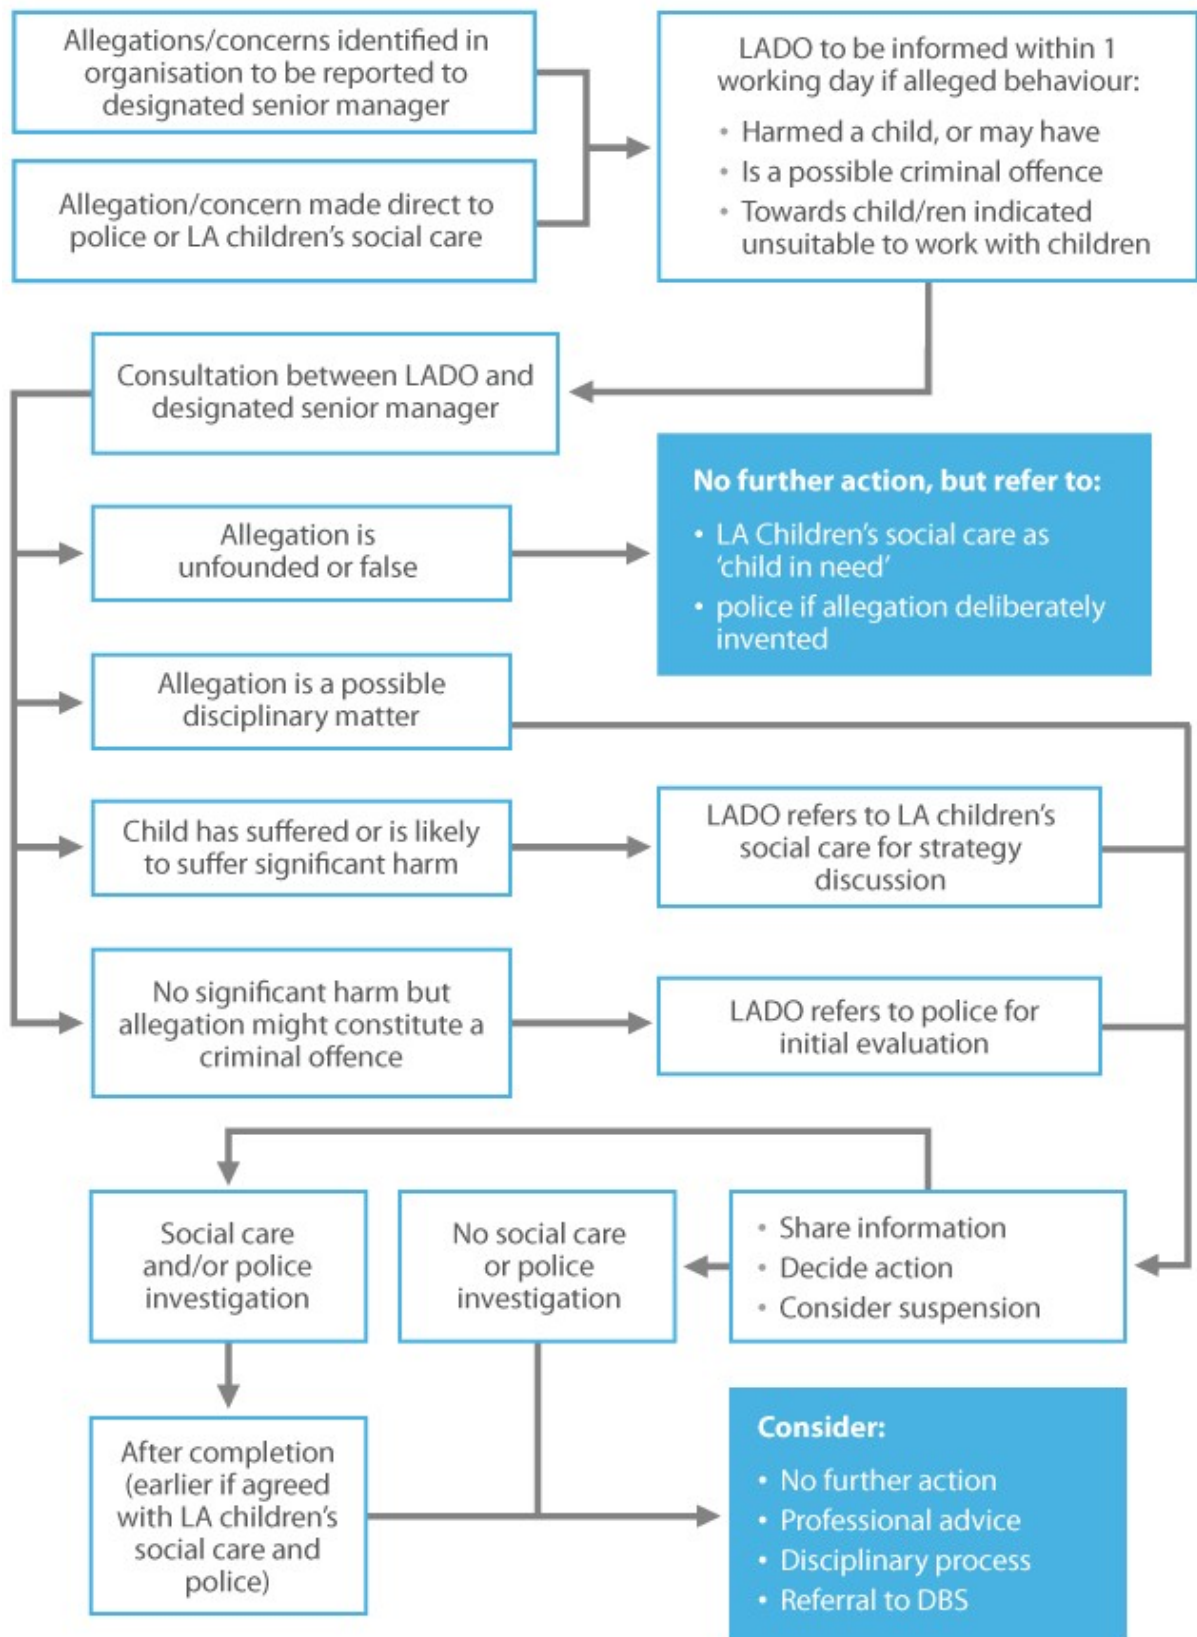 Allegations/concerns identified in
organisation to be reported to
designated senior manager
Allegation/concern made direct to
police or LA children's social care
LADO to be informed within 1
working day if alleged behaviour:
• Harmed a child, or may have
• Is a possible criminal offence
• Towards child/ren indicated
unsuitable to work with children
Consultation between LADO and
designated senior manager
Allegation is
unfounded or false
No further action, but refer to:
• LA Children's social care as
'child in need'
• police if allegation deliberately
invented
Allegation is a possible
disciplinary matter
Child has suffered or is likely
to suffer significant harm
LADO refers to LA children's
social care for strategy
discussion
No significant harm but
allegation might constitute a
criminal offence
LADO refers to police for
initial evaluation
Social care
and/or police
investigation
No social care
or police
investigation
• Share information
• Decide action
• Consider suspension
After completion
(earlier if agreed
with LA children's
social care and
police)
Consider:
• No further action
• Professional advice
• Disciplinary process
• Referral to DBS